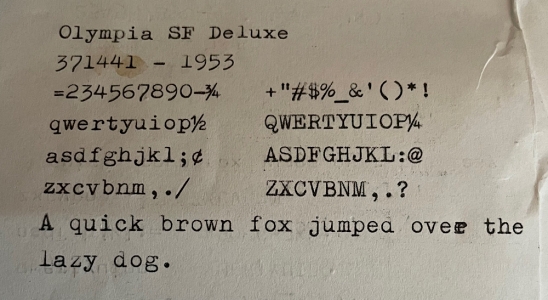 Olympia SF Deluxe
371441 - 1953
=234567890-¾ +"#$%_&'()*!
qwertyuiop½ QWERTYUIOP¼
asdfghjkl;¢ ASDFGHJKL:@
zxcvbnm,./ ZXCVBNM,.?
A quick brown fox jumped over the
lazy dog.